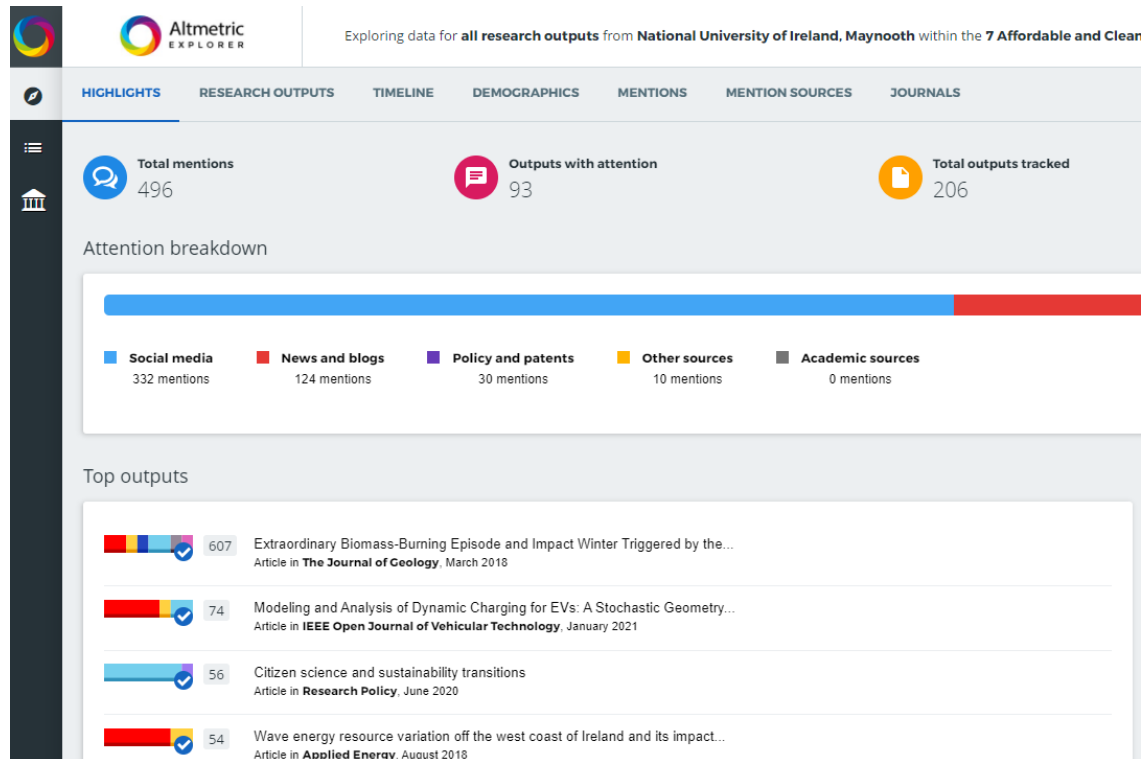 Altmetric
EXPLORER
Exploring data for all research outputs from National University of Ireland, Maynooth within the 7 Affordable and Clean
HIGHLIGHTS RESEARCH OUTPUTS TIMELINE DEMOGRAPHICS MENTIONS MENTION SOURCES JOURNALS
Total mentions
496
Outputs with attention
93
Total outputs tracked
206
Attention breakdown
Social media
332 mentions
News and blogs
124 mentions
Policy and patents
30 mentions
Other sources
10 mentions
Academic sources
0 mentions
Top outputs
607
Extraordinary Biomass-Burning Episode and Impact Winter Triggered by the...
Article in The Journal of Geology, March 2018
74
Modeling and Analysis of Dynamic Charging for EVs: A Stochastic Geometry...
Article in IEEE Open Journal of Vehicular Technology, January 2021
56
Citizen science and sustainability transitions
Article in Research Policy, June 2020
54
Wave energy resource variation off the west coast of Ireland and its impact...
Article in Applied Energy, August 2018